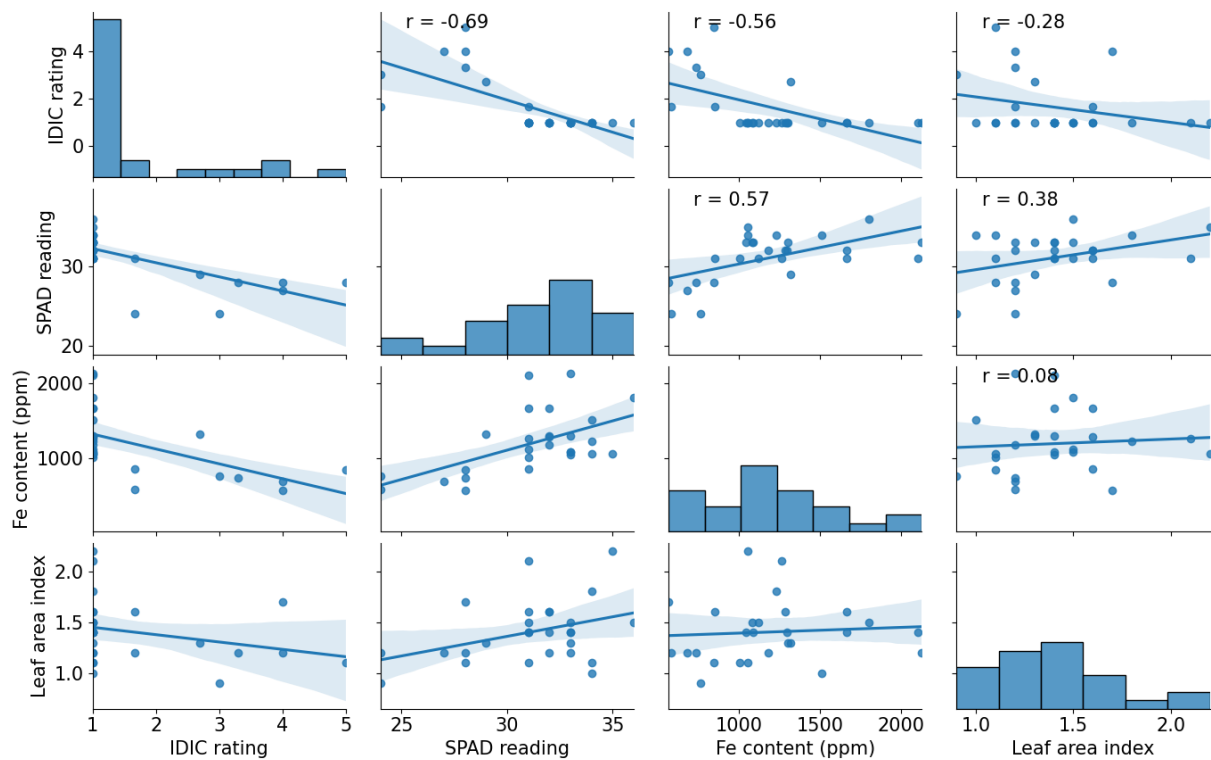 r = -0.69
r = -0.56
r = -0.28
4
2
0
IDIC rating
r = 0.57
r = 0.38
30
20
SPAD reading
r = 0.08
2000
1000
Fe content (ppm)
2.0
1.5
1.0
Leaf area index
1 2 3 4 5
25 30 35
1000 1500 2000
1.0 1.5 2.0
IDIC rating
SPAD reading
Fe content (ppm)
Leaf area index